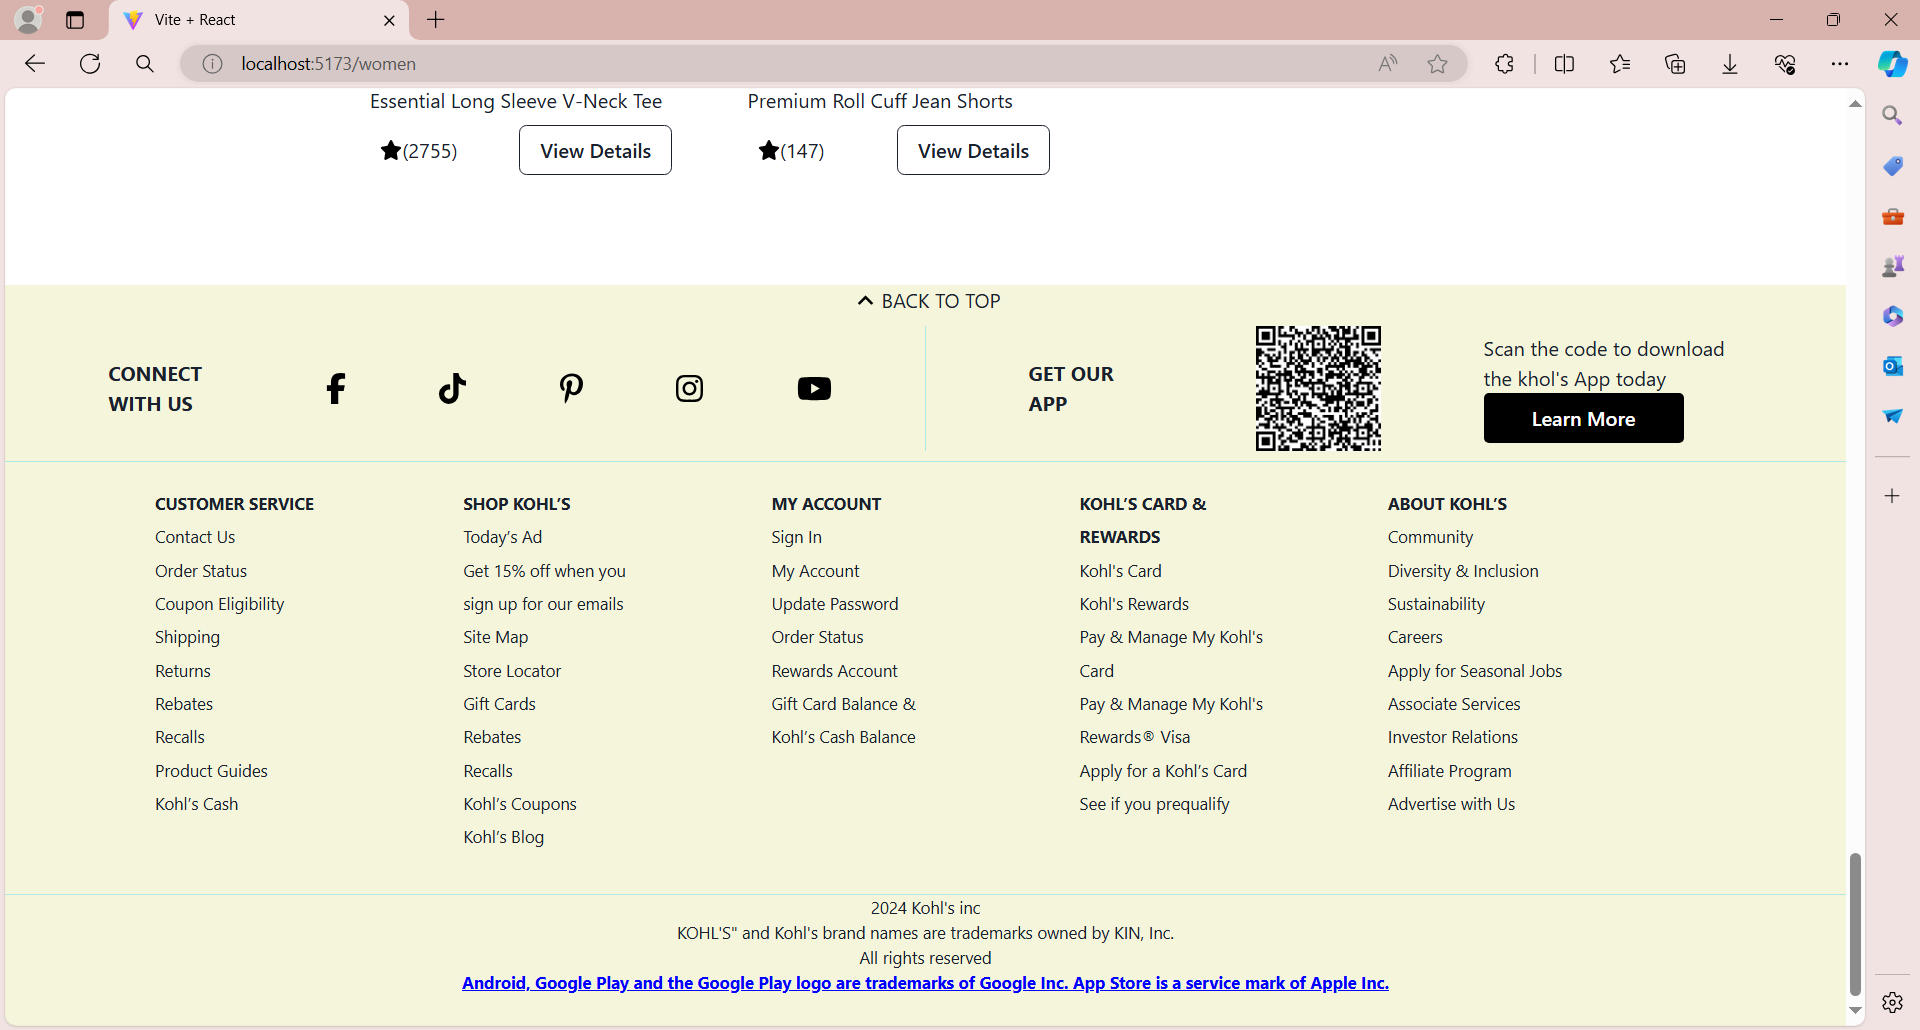 Vite + React
localhost:5173/women
Essential Long Sleeve V-Neck Tee
(2755)
View Details
Premium Roll Cuff Jean Shorts
(147)
View Details
BACK TO TOP
CONNECT
WITH US
GET OUR
APP
Scan the code to download
the khol's App today
Learn More
CUSTOMER SERVICE
Contact Us
Order Status
Coupon Eligibility
Shipping
Returns
Rebates
Recalls
Product Guides
Kohl’s Cash
SHOP KOHL’S
Today’s Ad
Get 15% off when you
sign up for our emails
Site Map
Store Locator
Gift Cards
Rebates
Recalls
Kohl’s Coupons
Kohl’s Blog
MY ACCOUNT
Sign In
My Account
Update Password
Order Status
Rewards Account
Gift Card Balance &
Kohl’s Cash Balance
KOHL’S CARD &
REWARDS
Kohl's Card
Kohl's Rewards
Pay & Manage My Kohl's
Card
Pay & Manage My Kohl's
Rewards® Visa
Apply for a Kohl’s Card
See if you prequalify
ABOUT KOHL’S
Community
Diversity & Inclusion
Sustainability
Careers
Apply for Seasonal Jobs
Associate Services
Investor Relations
Affiliate Program
Advertise with Us
2024 Kohl's inc
KOHL'S" and Kohl's brand names are trademarks owned by KIN, Inc.
All rights reserved
Android, Google Play and the Google Play logo are trademarks of Google Inc. App Store is a service mark of Apple Inc.